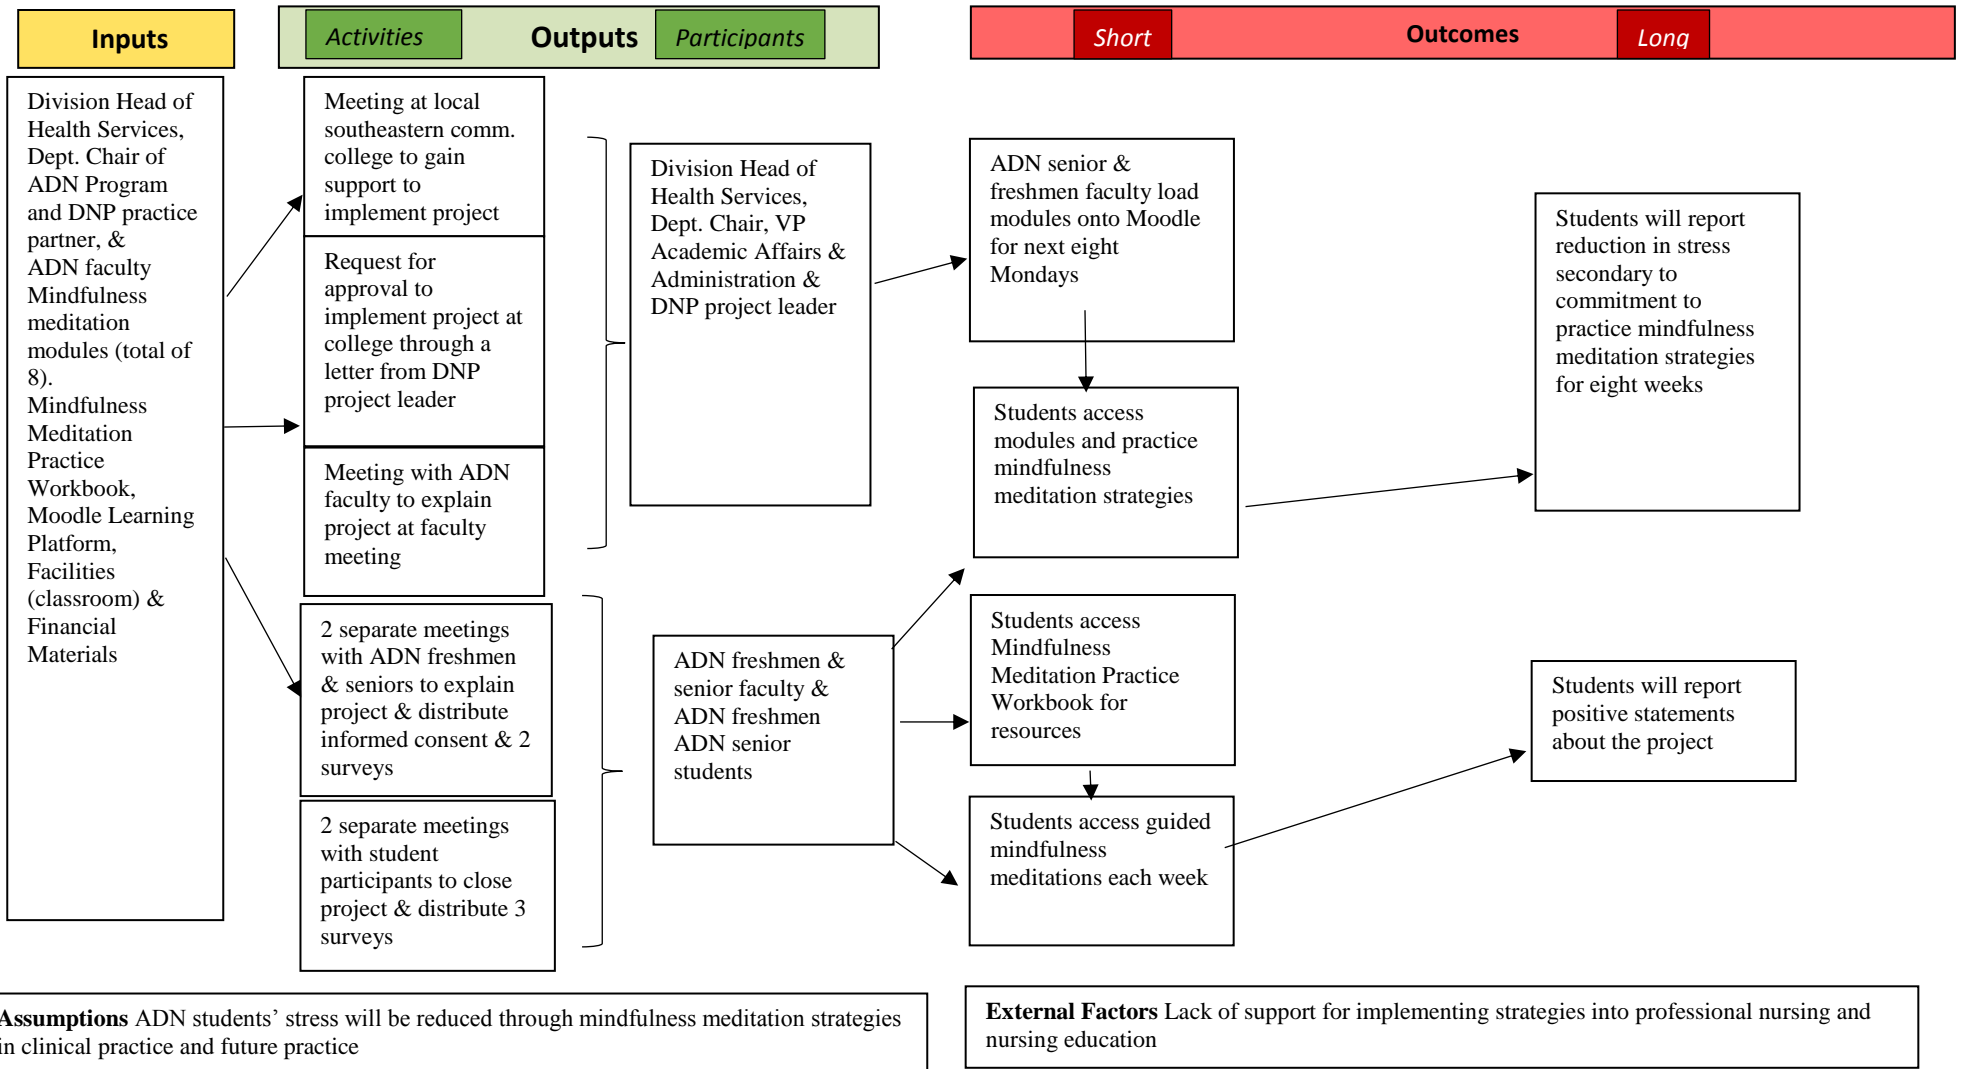 Inputs
Activities
Outputs
Participants
Short
Outcomes
Long
Division Head of
Health Services,
Dept. Chair of
ADN Program
and DNP practice
partner, &
ADN faculty
Mindfulness
meditation
modules (total of
8).
Mindfulness
Meditation
Practice
Workbook,
Moodle Learning
Platform,
Facilities
(classroom) &
Financial
Materials
Meeting at local
southeastern comm.
college to gain
support to
implement project
Request for
approval to
implement project at
college through a
letter from DNP
project leader
Meeting with ADN
faculty to explain
project at faculty
meeting
2 separate meetings
with ADN freshmen
& seniors to explain
project & distribute
informed consent & 2
surveys
2 separate meetings
with student
participants to close
project & distribute 3
surveys
Division Head of
Health Services,
Dept. Chair, VP
Academic Affairs &
Administration &
DNP project leader
ADN freshmen &
senior faculty &
ADN freshmen
ADN senior
students
ADN senior &
freshmen faculty load
modules onto Moodle
for next eight
Mondays
Students access
modules and practice
mindfulness
meditation strategies
Students access
Mindfulness
Meditation Practice
Workbook for
resources
Students access guided
mindfulness
meditations each week
Students will report
reduction in stress
secondary to
commitment to
practice mindfulness
meditation strategies
for eight weeks
Students will report
positive statements
about the project
Assumptions ADN students’ stress will be reduced through mindfulness meditation strategies
in clinical practice and future practice
External Factors Lack of support for implementing strategies into professional nursing and
nursing education